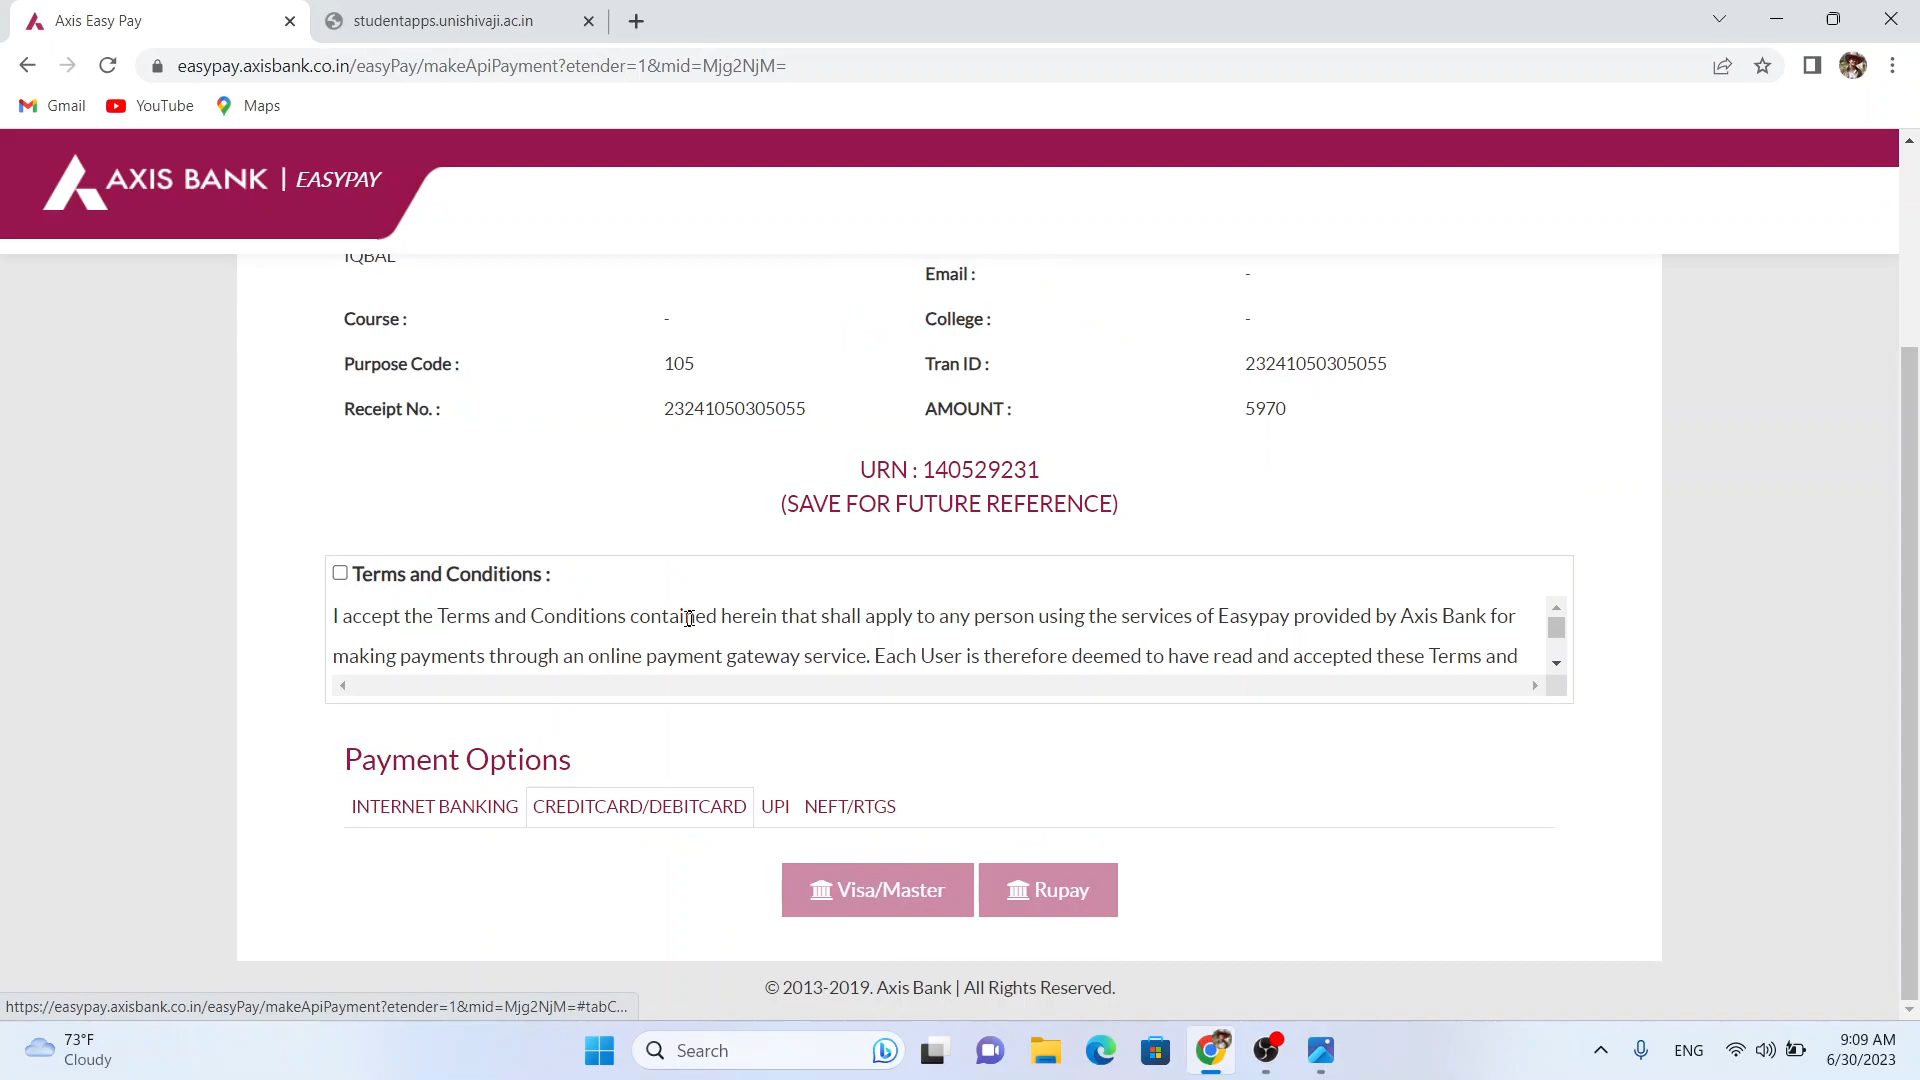 Axis Easy Pay
studentapps.unishivaji.ac.in
easypay.axisbank.co.in/easyPay/makeApiPayment?etender=1&mid=Mjg2NjM=
Gmail YouTube Maps
AXIS BANK | EASYPAY
IQBAL
Email : -
Course : - College : -
Purpose Code : 105 Tran ID : 23241050305055
Receipt No. : 23241050305055 AMOUNT : 5970
URN : 140529231
(SAVE FOR FUTURE REFERENCE)
Terms and Conditions :
I accept the Terms and Conditions contained herein that shall apply to any person using the services of Easypay provided by Axis Bank for
making payments through an online payment gateway service. Each User is therefore deemed to have read and accepted these Terms and
Payment Options
INTERNET BANKING CREDITCARD/DEBITCARD UPI NEFT/RTGS
Visa/Master Rupay
© 2013-2019. Axis Bank | All Rights Reserved.
https://easypay.axisbank.co.in/easyPay/makeApiPayment?etender=1&mid=Mjg2NjM=#tabC...
73°F
Cloudy
Search
ENG
9:09 AM
6/30/2023